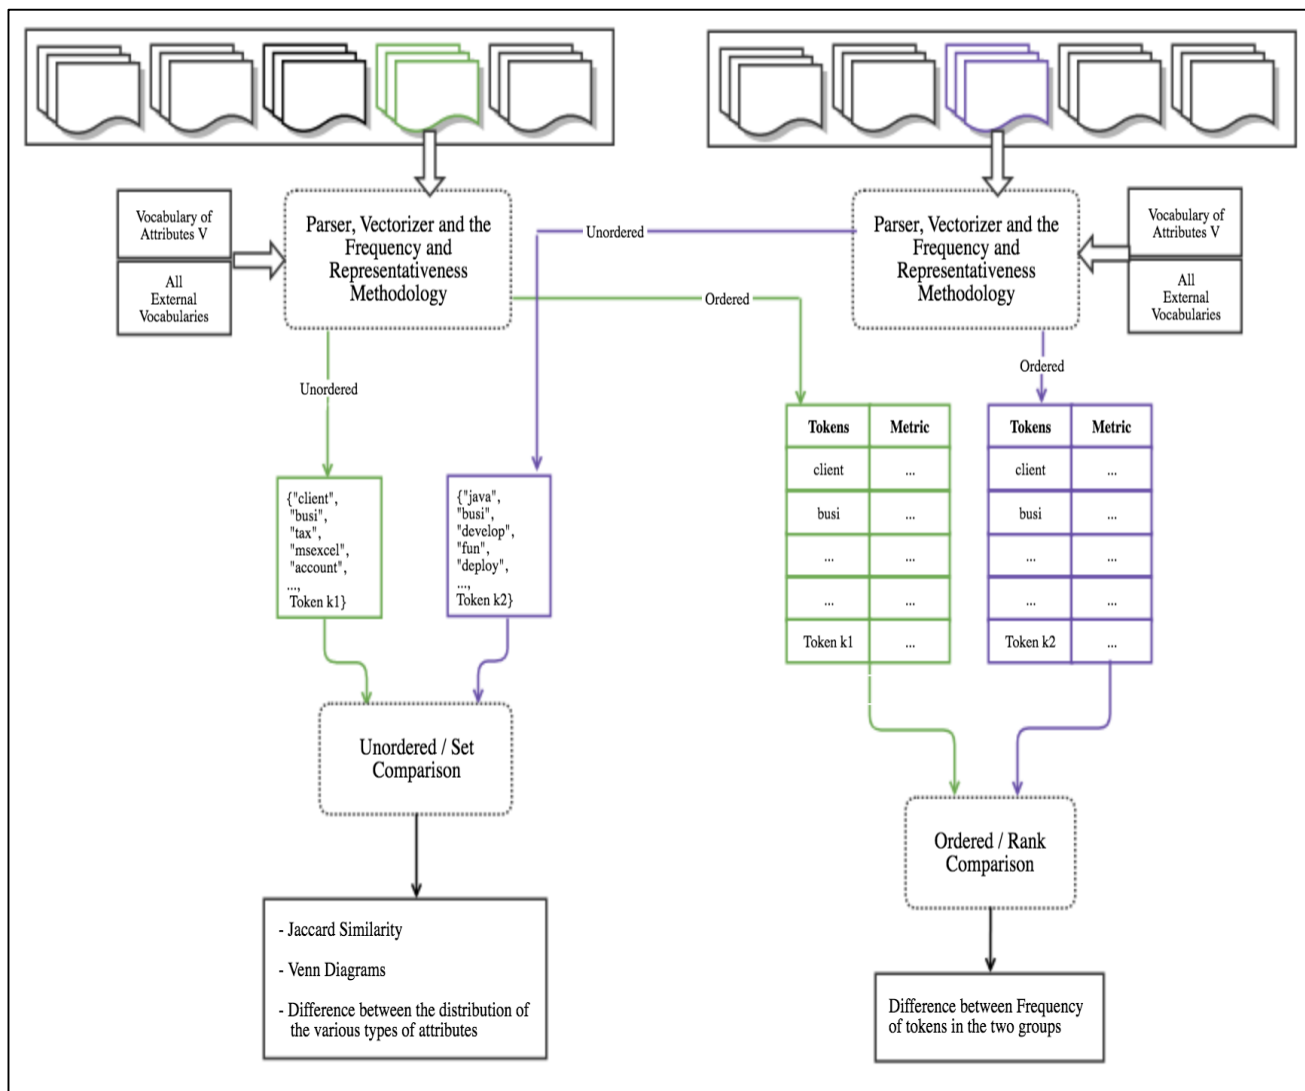 Vocabulary of
Attributes V
All
External
Vocabularies
Parser, Vectorizer and the
Frequency and
Representativeness
Methodology
Unordered
Ordered
Parser, Vectorizer and the
Frequency and
Representativeness
Methodology
Vocabulary of
Attributes V
All
External
Vocabularies
Unordered
Ordered
{"client",
"busi",
"tax",
"msexcel",
"account",
...,
Token k1}
{"java",
"busi",
"develop",
"fun",
"deploy",
...,
Token k2}
Tokens Metric
client ...
busi ...
... ...
... ...
Token k1 ...
Tokens Metric
client ...
busi ...
... ...
... ...
Token k2 ...
Unordered / Set
Comparison
Ordered / Rank
Comparison
- Jaccard Similarity
- Venn Diagrams
- Difference between the distribution of
the various types of attributes
Difference between Frequency
of tokens in the two groups